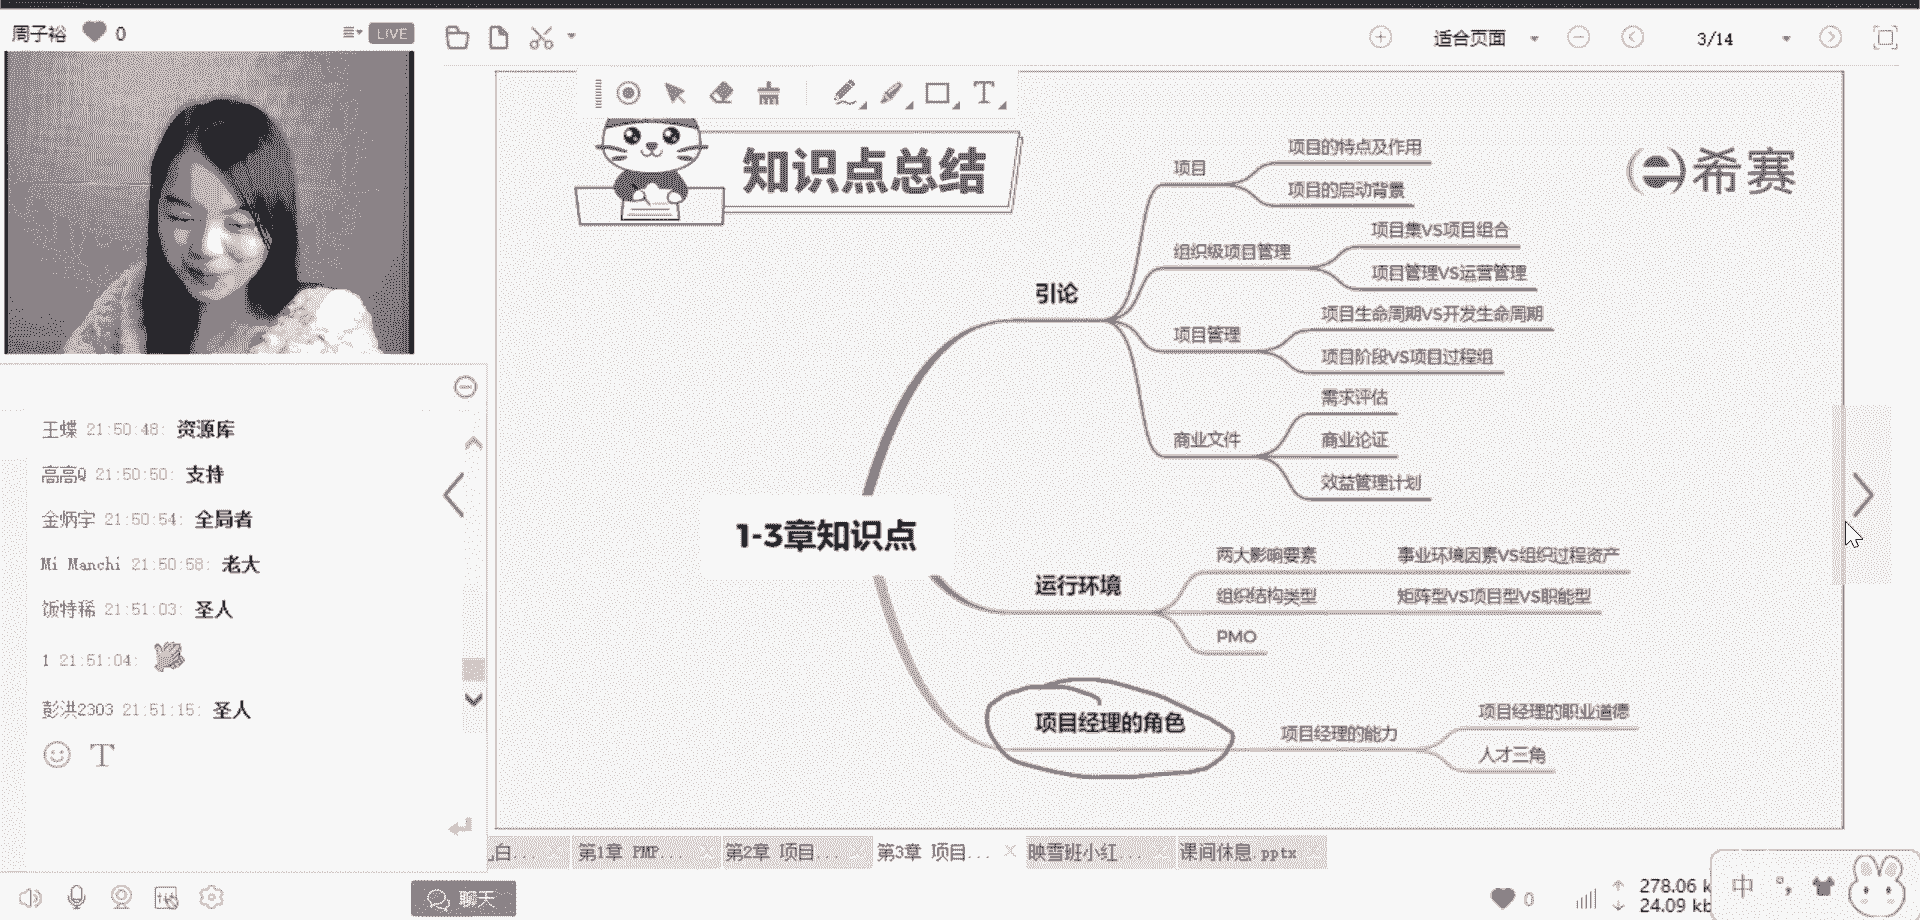 周子裕 0 LIVE
适合页面 3/14
T
知识点总结
希赛
1-3章知识点
引论
项目
项目的特点及作用
项目的启动背景
组织级项目管理
项目集VS项目组合
项目管理VS运营管理
项目管理
项目生命周期VS开发生命周期
项目阶段VS项目过程组
商业文件
需求评估
商业论证
效益管理计划
运行环境
两大影响要素 事业环境因素VS组织过程资产
组织结构类型 矩阵型VS项目型VS职能型
PMO
项目经理的角色
项目经理的能力
项目经理的职业道德
人才三角
王蝶 21:50:48: 资源库
高高Q 21:50:50: 支持
金炳宇 21:50:54: 全局者
Mi Manchi 21:50:58: 老大
饭特稀 21:51:03: 圣人
1 21:51:04:
彭洪2303 21:51:15: 圣人
T
白... 第1章 PMP... 第2章 项目... 第3章 项目... 映雪班小红... 课间休息.pptx
聊天
0 278.06 k
24.09 kb
中